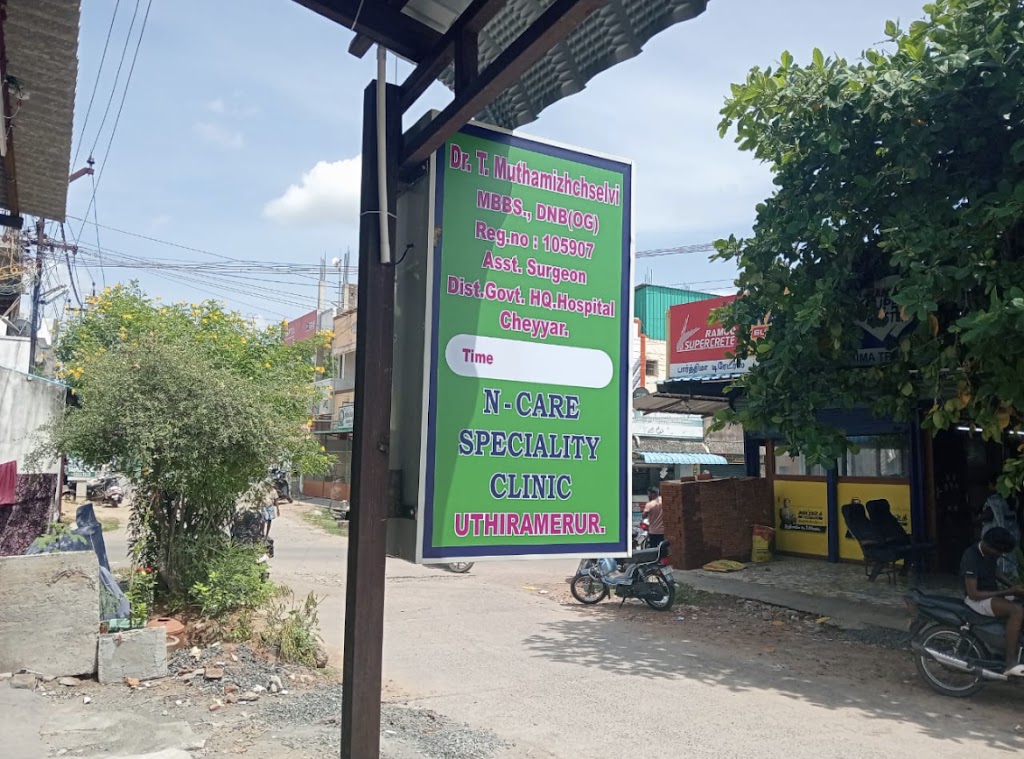 Dr. T. Muthamizhchselvi
MBBS., DNB(OG)
Reg.no : 105907
Asst. Surgeon
Dist.Govt. HQ.Hospital
Cheyyar.
Time
N - CARE
SPECIALITY
CLINIC
UTHIRAMERUR.
SUPERCRETE